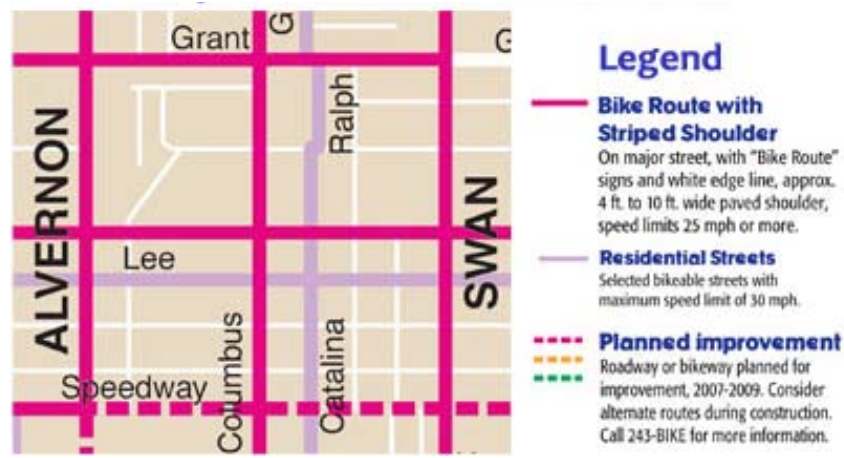 Grant
G
G
Ralph
ALVERNON
SWAN
Lee
Columbus
Catalina
Speedway
Legend
Bike Route with
Striped Shoulder
On major street, with "Bike Route"
signs and white edge line, approx.
4 ft. to 10 ft. wide paved shoulder,
speed limits 25 mph or more.
Residential Streets
Selected bikeable streets with
maximum speed limit of 30 mph.
Planned improvement
Roadway or bikeway planned for
improvement, 2007-2009. Consider
alternate routes during construction.
Call 243-BIKE for more information.